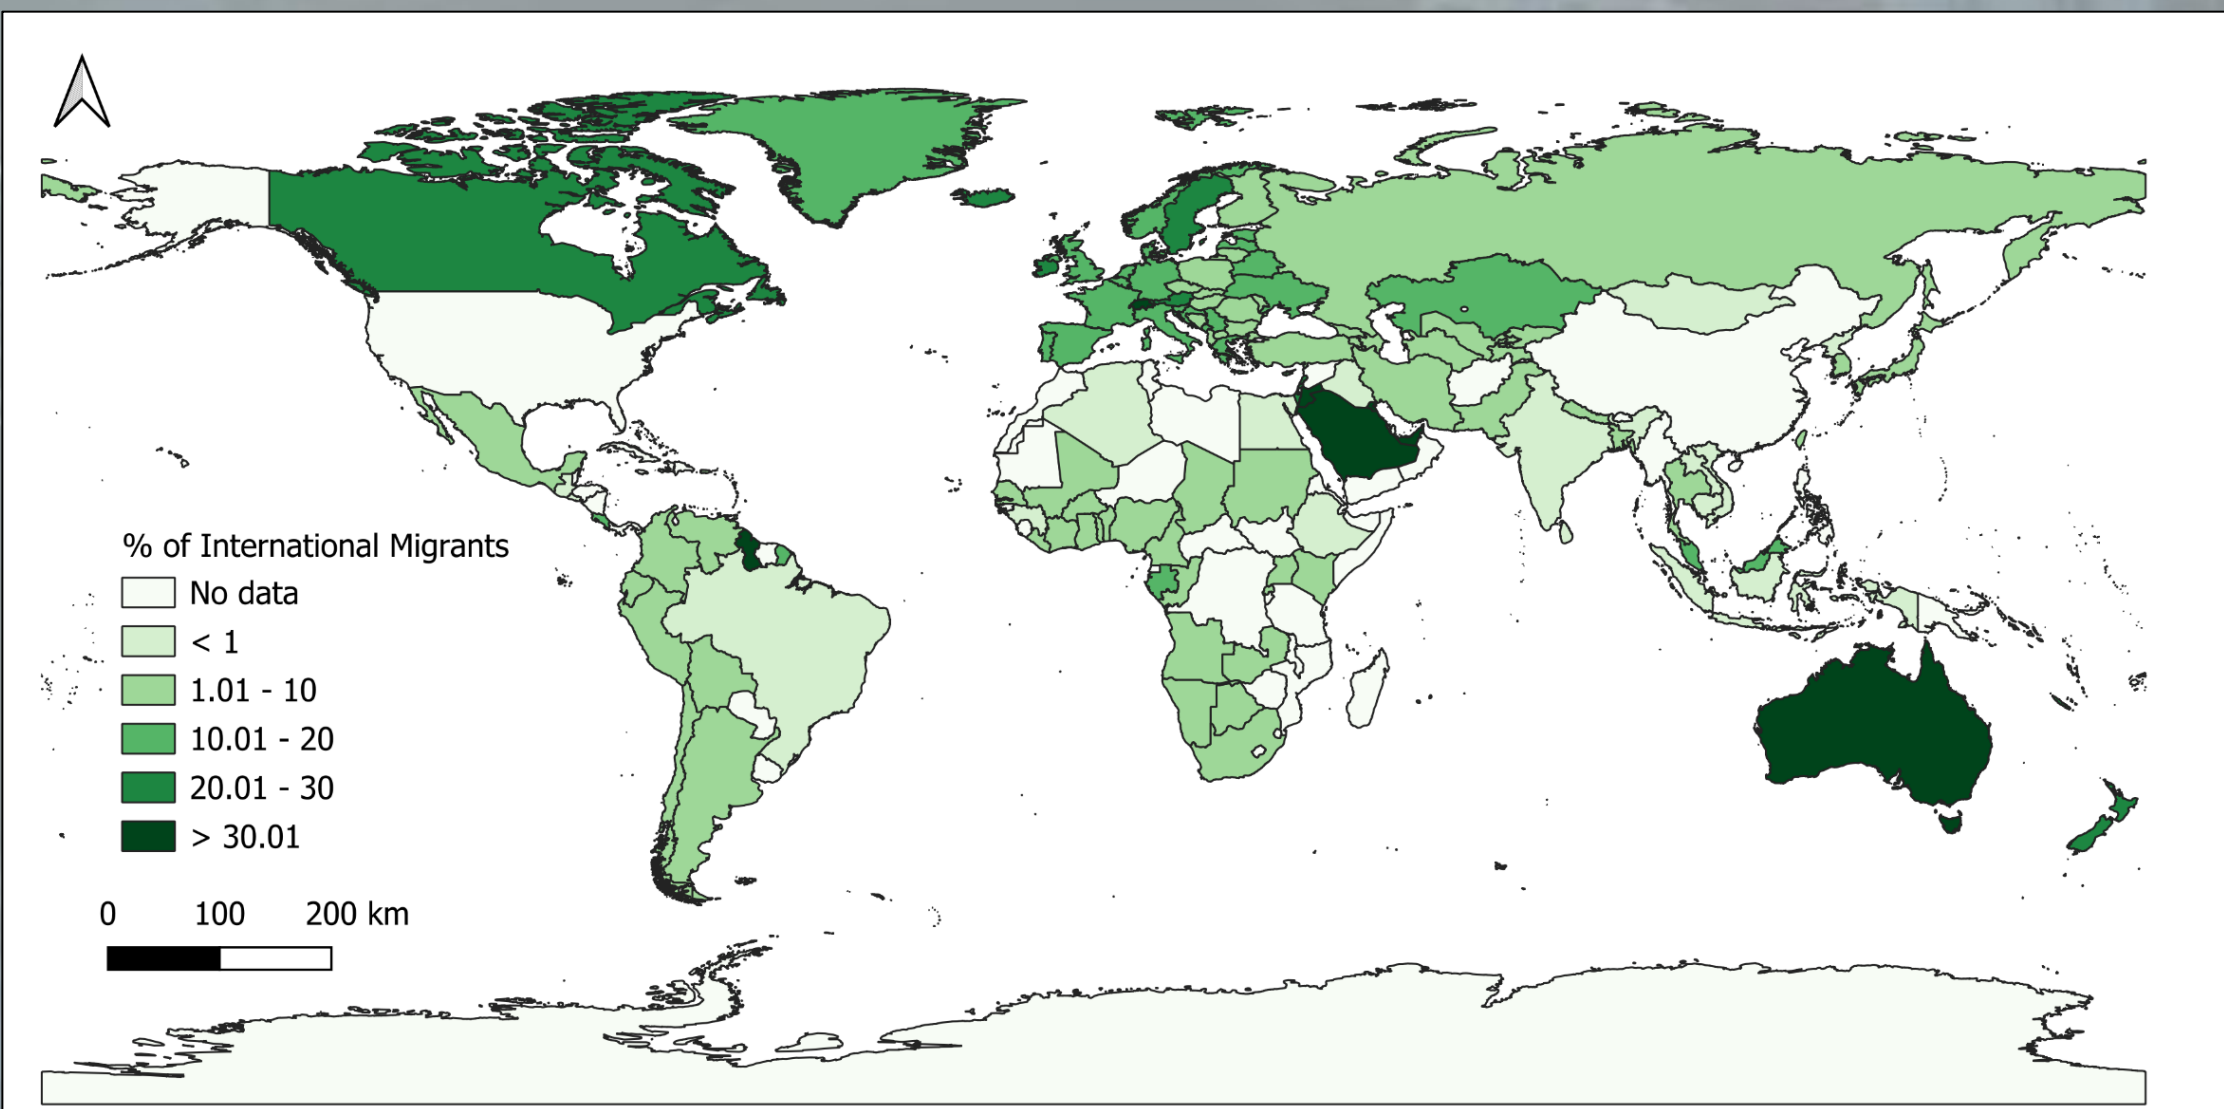 % of International Migrants
No data
< 1
1.01 - 10
10.01 - 20
20.01 - 30
> 30.01
0 100 200 km